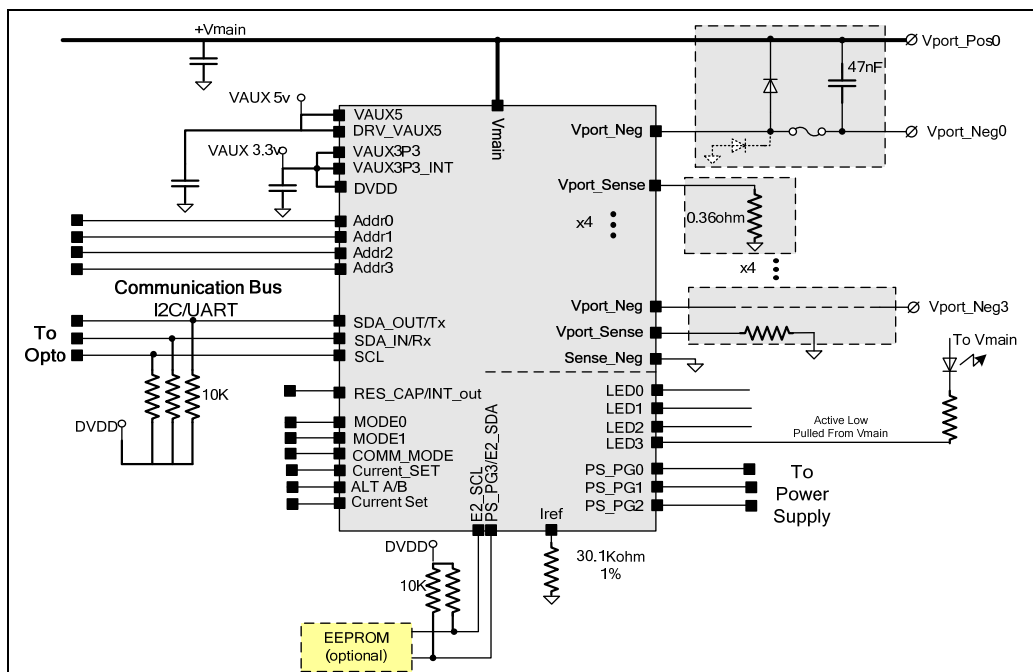 +Vmain
Vport_Pos0
47nF
VAUX 5v
VAUX5
DRV_VAUX5
Vmain
Vport_Neg
Vport_Neg0
VAUX 3.3v
VAUX3P3
VAUX3P3_INT
DVDD
Vport_Sense
0.36ohm
x4
x4
Addr0
Addr1
Addr2
Addr3
Communication Bus
I2C/UART
To
Opto
SDA_OUT/Tx
SDA_IN/Rx
SCL
10K
DVDD
Vport_Neg
Vport_Neg3
Vport_Sense
Sense_Neg
To Vmain
RES_CAP/INT_out
MODE0
MODE1
COMM_MODE
Current_SET
ALT A/B
Current Set
LED0
LED1
LED2
LED3
Active Low
Pulled From Vmain
PS_PG0
PS_PG1
PS_PG2
To
Power
Supply
E2_SCL
PS_PG3/E2_SDA
Iref
30.1Kohm
1%
DVDD
10K
EEPROM
(optional)